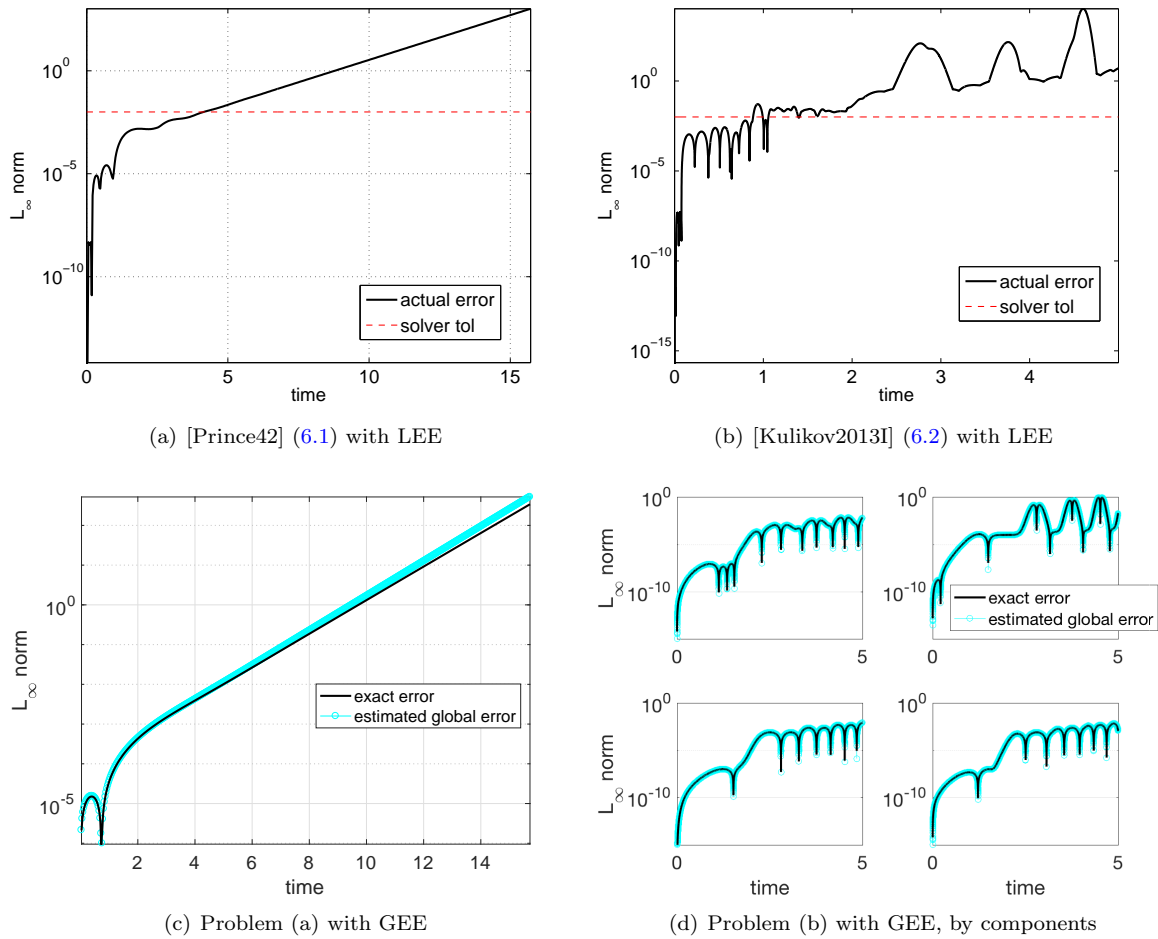 10^0
10^-5
10^-10
L_∞ norm
actual error
solver tol
0 5 10 15
time
(a) [Prince42] (6.1) with LEE
10^0
10^-5
10^-10
10^-15
L_∞ norm
actual error
solver tol
0 1 2 3 4
time
(b) [Kulikov2013I] (6.2) with LEE
10^0
10^-5
L_∞ norm
exact error
estimated global error
2 4 6 8 10 12 14
time
(c) Problem (a) with GEE
10^0
10^-10
L_∞ norm
0 5
10^0
10^-10
exact error
estimated global error
0 5
10^0
10^-10
L_∞ norm
0 5
time
10^0
10^-10
0 5
time
(d) Problem (b) with GEE, by components